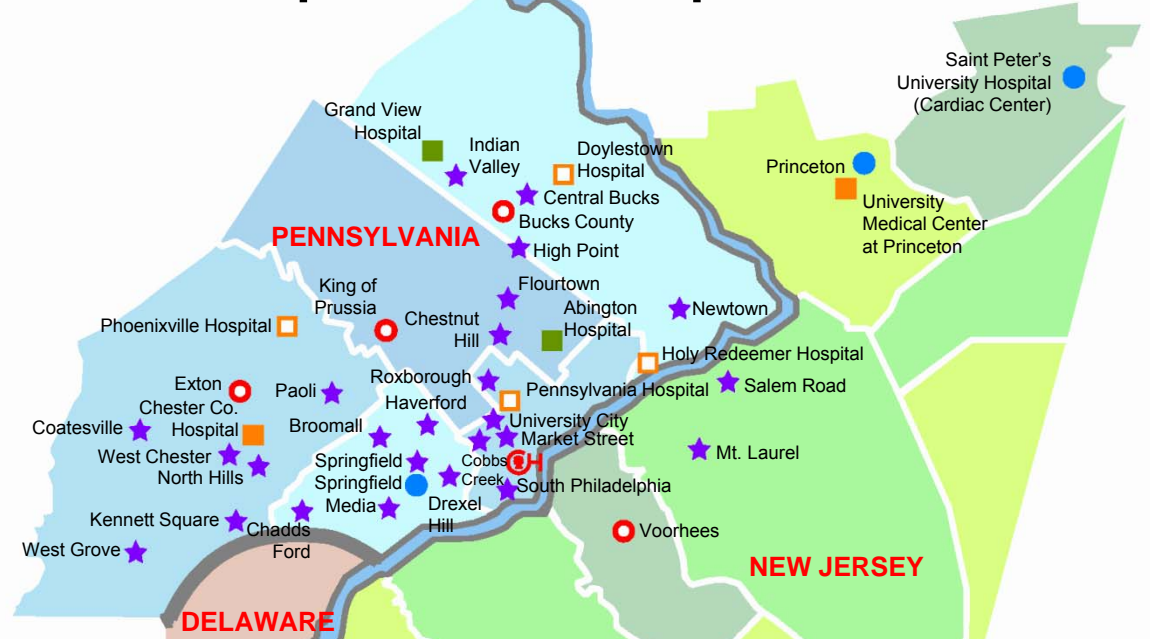 Saint Peter's
University Hospital
(Cardiac Center)
Grand View
Hospital
Indian
Valley
Doylestown
Hospital
Princeton
Central Bucks
University
Medical Center
at Princeton
Bucks County
PENNSYLVANIA
High Point
King of
Prussia
Flourtown
Abington
Hospital
Newtown
Phoenixville Hospital
Chestnut
Hill
Holy Redeemer Hospital
Roxborough
Pennsylvania Hospital
Salem Road
Exton
Paoli
Haverford
Chester Co.
Hospital
University City
Coatesville
Broomall
Market Street
Mt. Laurel
West Chester
North Hills
Springfield
Cobbs
Creek
H
Springfield
South Philadelphia
Media
Drexel
Hill
Kennett Square
Chadds
Ford
Voorhees
West Grove
NEW JERSEY
DELAWARE